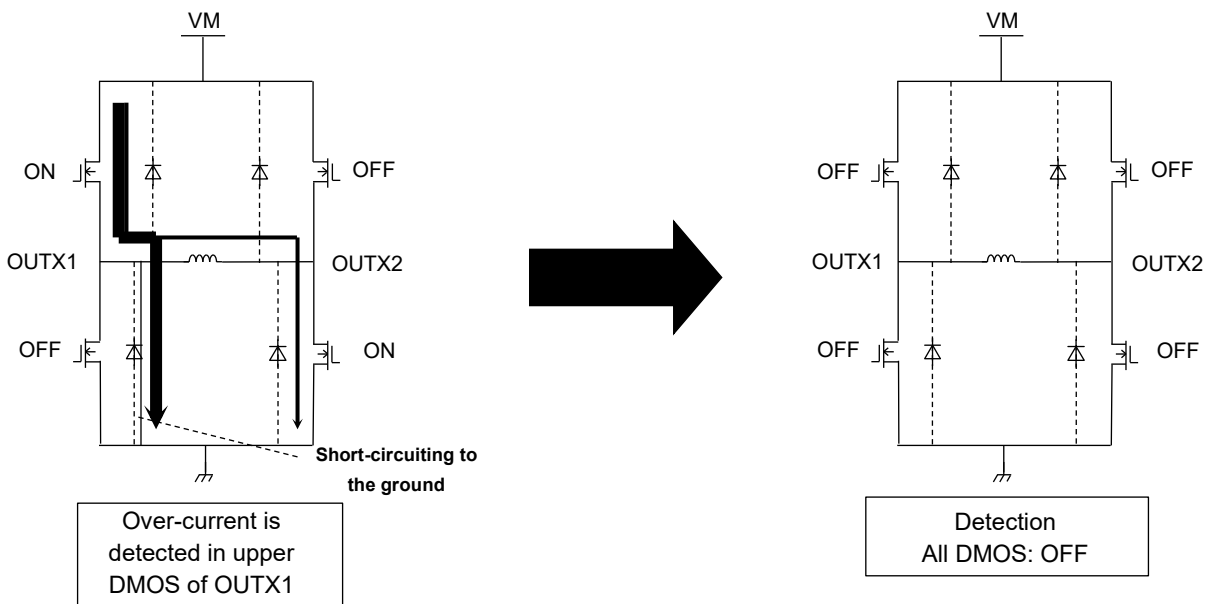 VM
ON
OFF
OUTX1
OUTX2
OFF
ON
Short-circuiting to
the ground
Over-current is
detected in upper
DMOS of OUTX1
VM
OFF
OFF
OUTX1
OUTX2
OFF
OFF
Detection
All DMOS: OFF